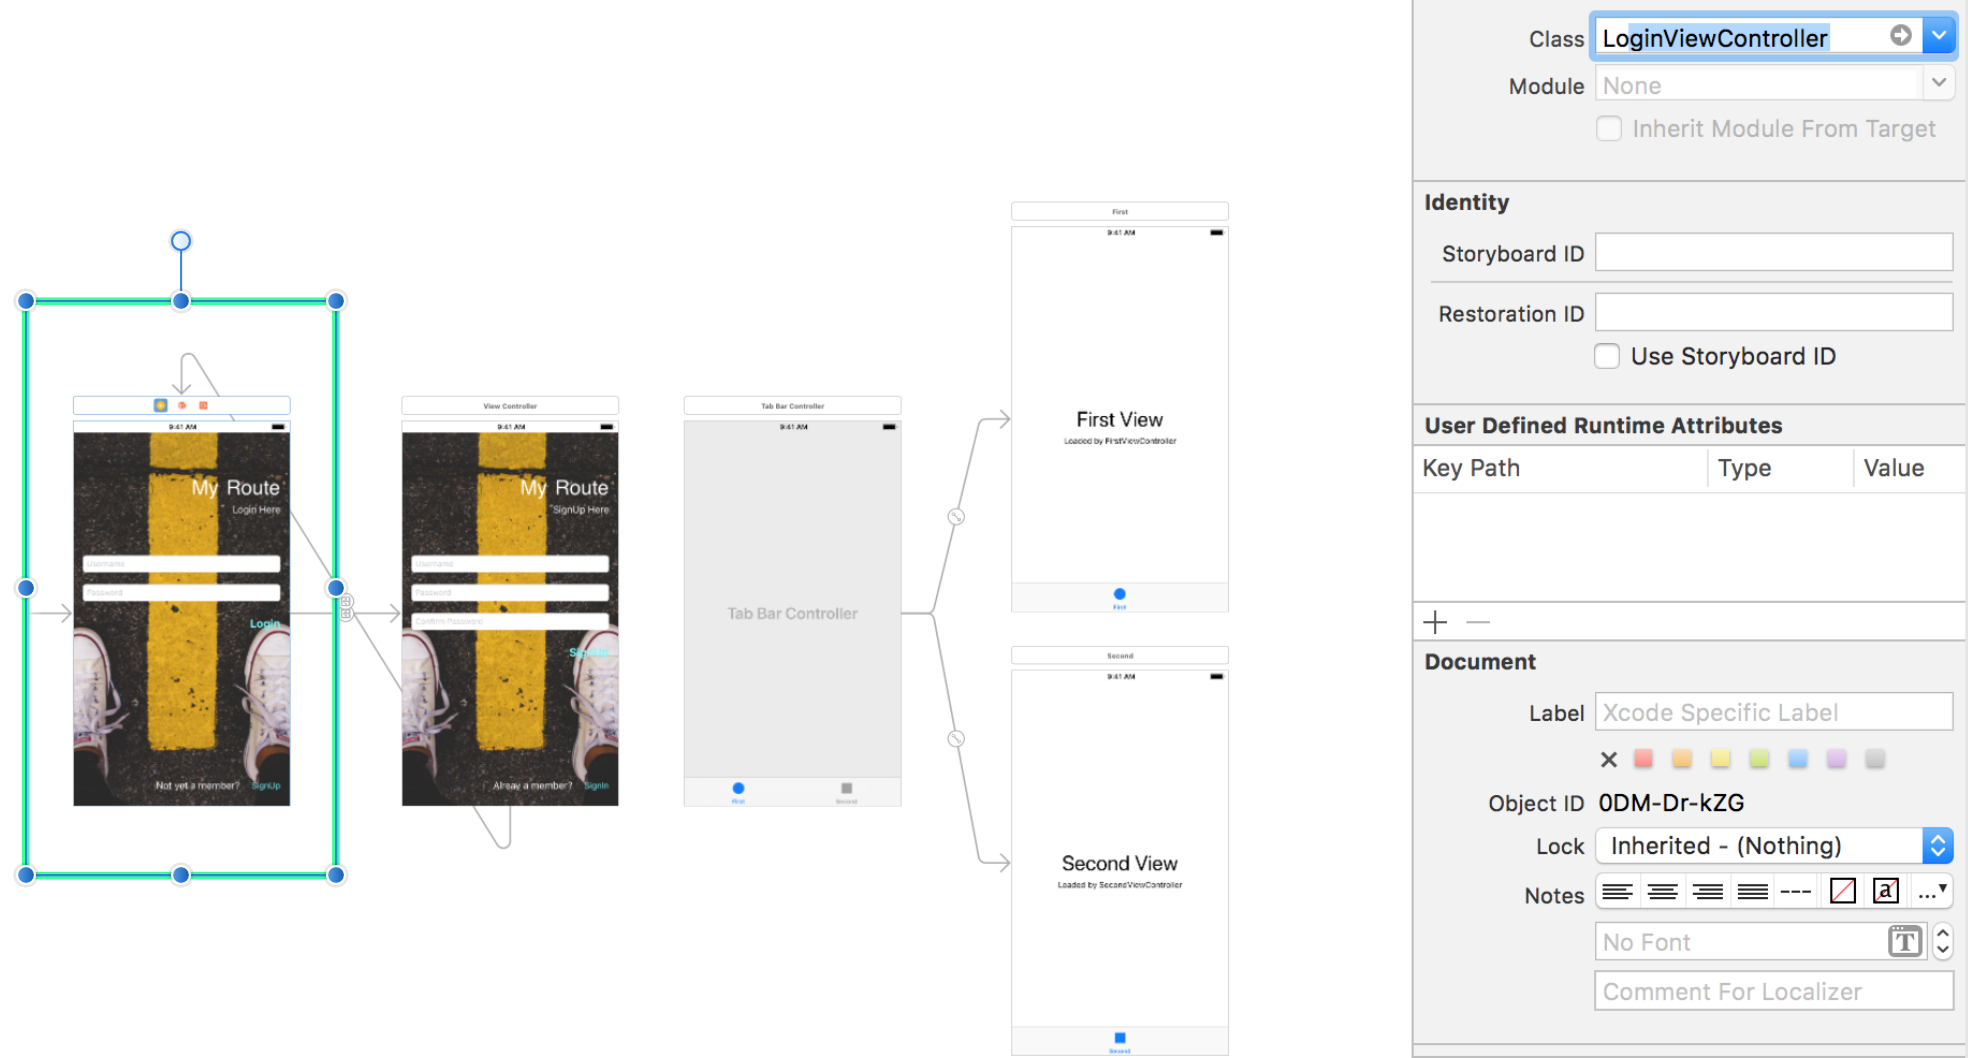 9:41 AM
My Route
Login Here
Username
Password
Login
Not yet a member? SignUp
View Controller
9:41 AM
My Route
SignUp Here
Username
Password
Confirm Password
SignUp
Alreay a member? SignIn
Tab Bar Controller
9:41 AM
Tab Bar Controller
First
Second
First
9:41 AM
First View
Loaded by FirstViewController
First
Second
9:41 AM
Second View
Loaded by SecondViewController
Second
Class LoginViewController
Module None
Inherit Module From Target
Identity
Storyboard ID
Restoration ID
Use Storyboard ID
User Defined Runtime Attributes
Key Path Type Value
Document
Label Xcode Specific Label
Object ID 0DM-Dr-kZG
Lock Inherited - (Nothing)
Notes a ...
No Font T
Comment For Localizer